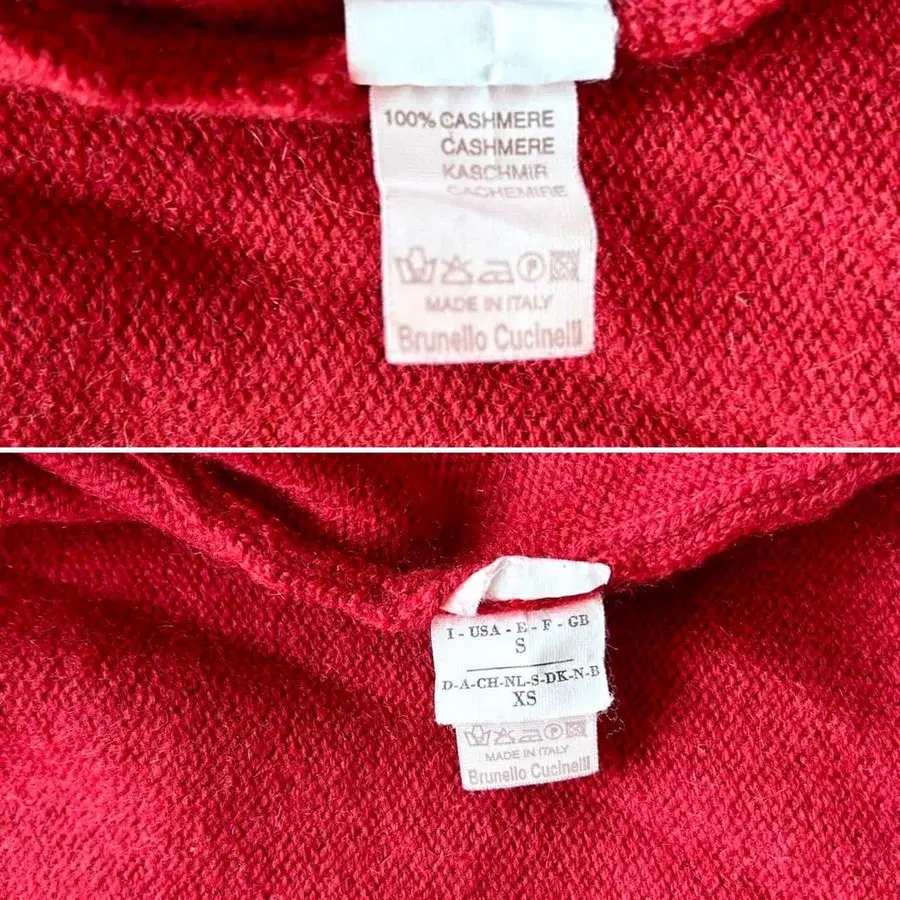 100% CASHMERE
CASHMERE
KASCHMIR
CACHEMIRE
MADE IN ITALY
Brunello Cucinelli
I - USA - E - F - GB
S
D-A-CH-NL-S-DK-N-B
XS
MADE IN ITALY
Brunello Cucinelli